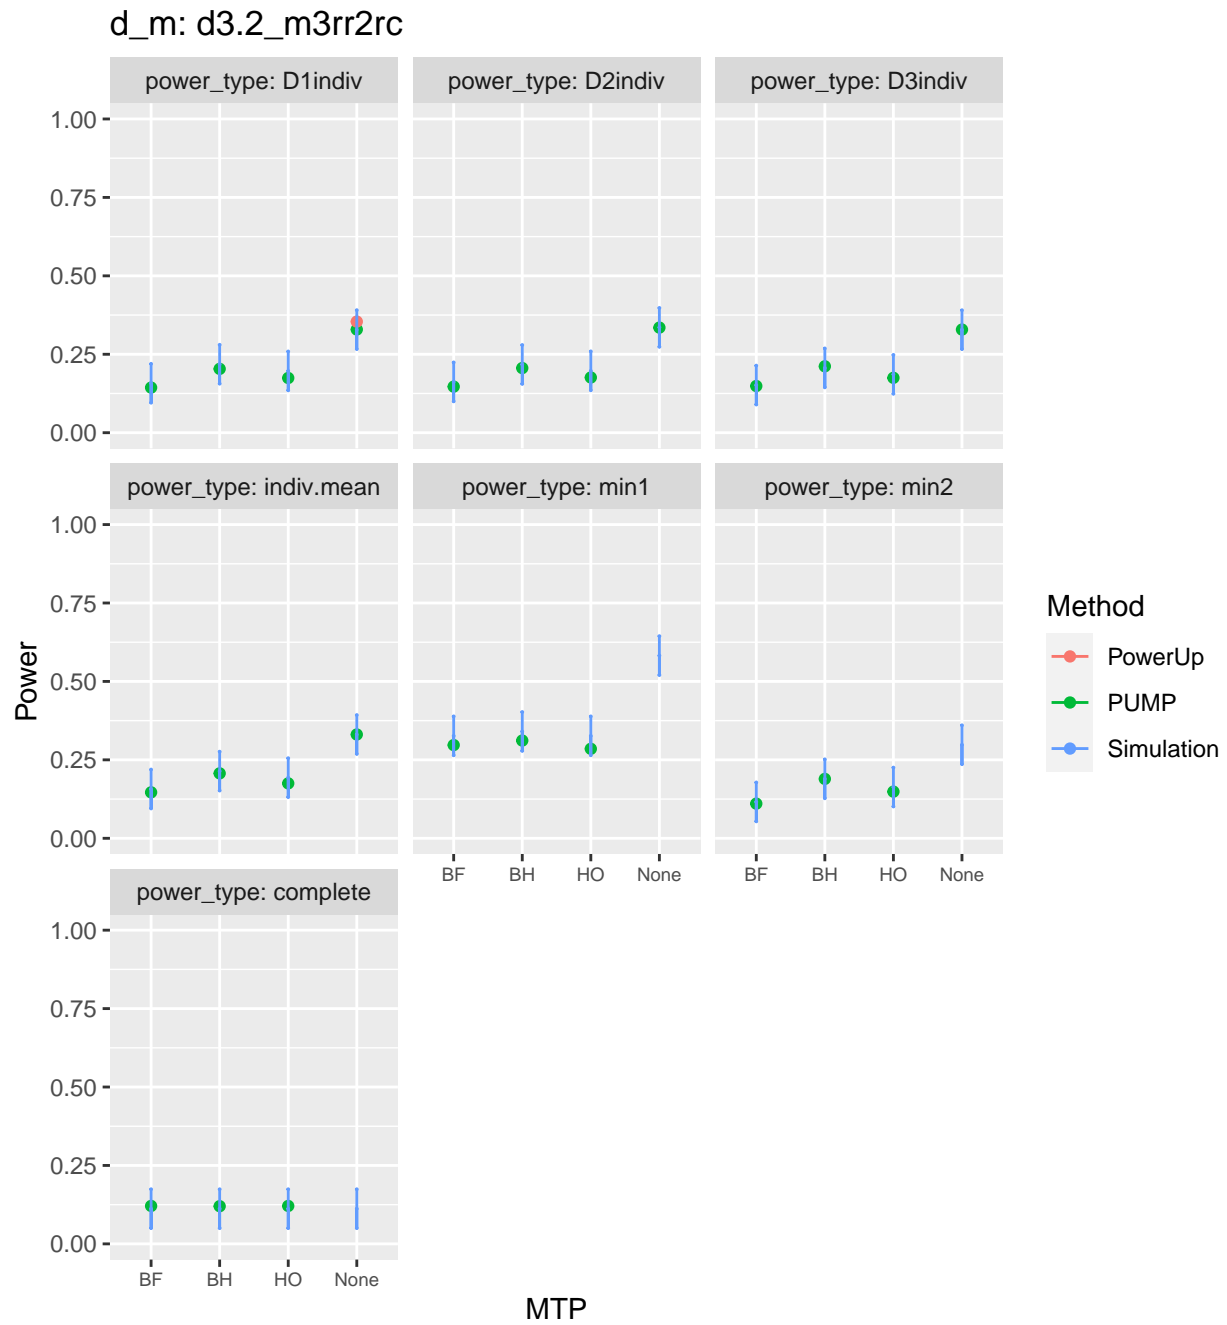 d_m: d3.2_m3rr2rc
power_type: D1indiv power_type: D2indiv power_type: D3indiv
1.00
0.75
0.50
0.25
0.00
power_type: indiv.mean power_type: min1 power_type: min2
1.00
0.75
0.50
0.25
0.00
BF BH HO None BF BH HO None
power_type: complete
1.00
0.75
0.50
0.25
0.00
BF BH HO None
MTP
Power
Method
PowerUp
PUMP
Simulation